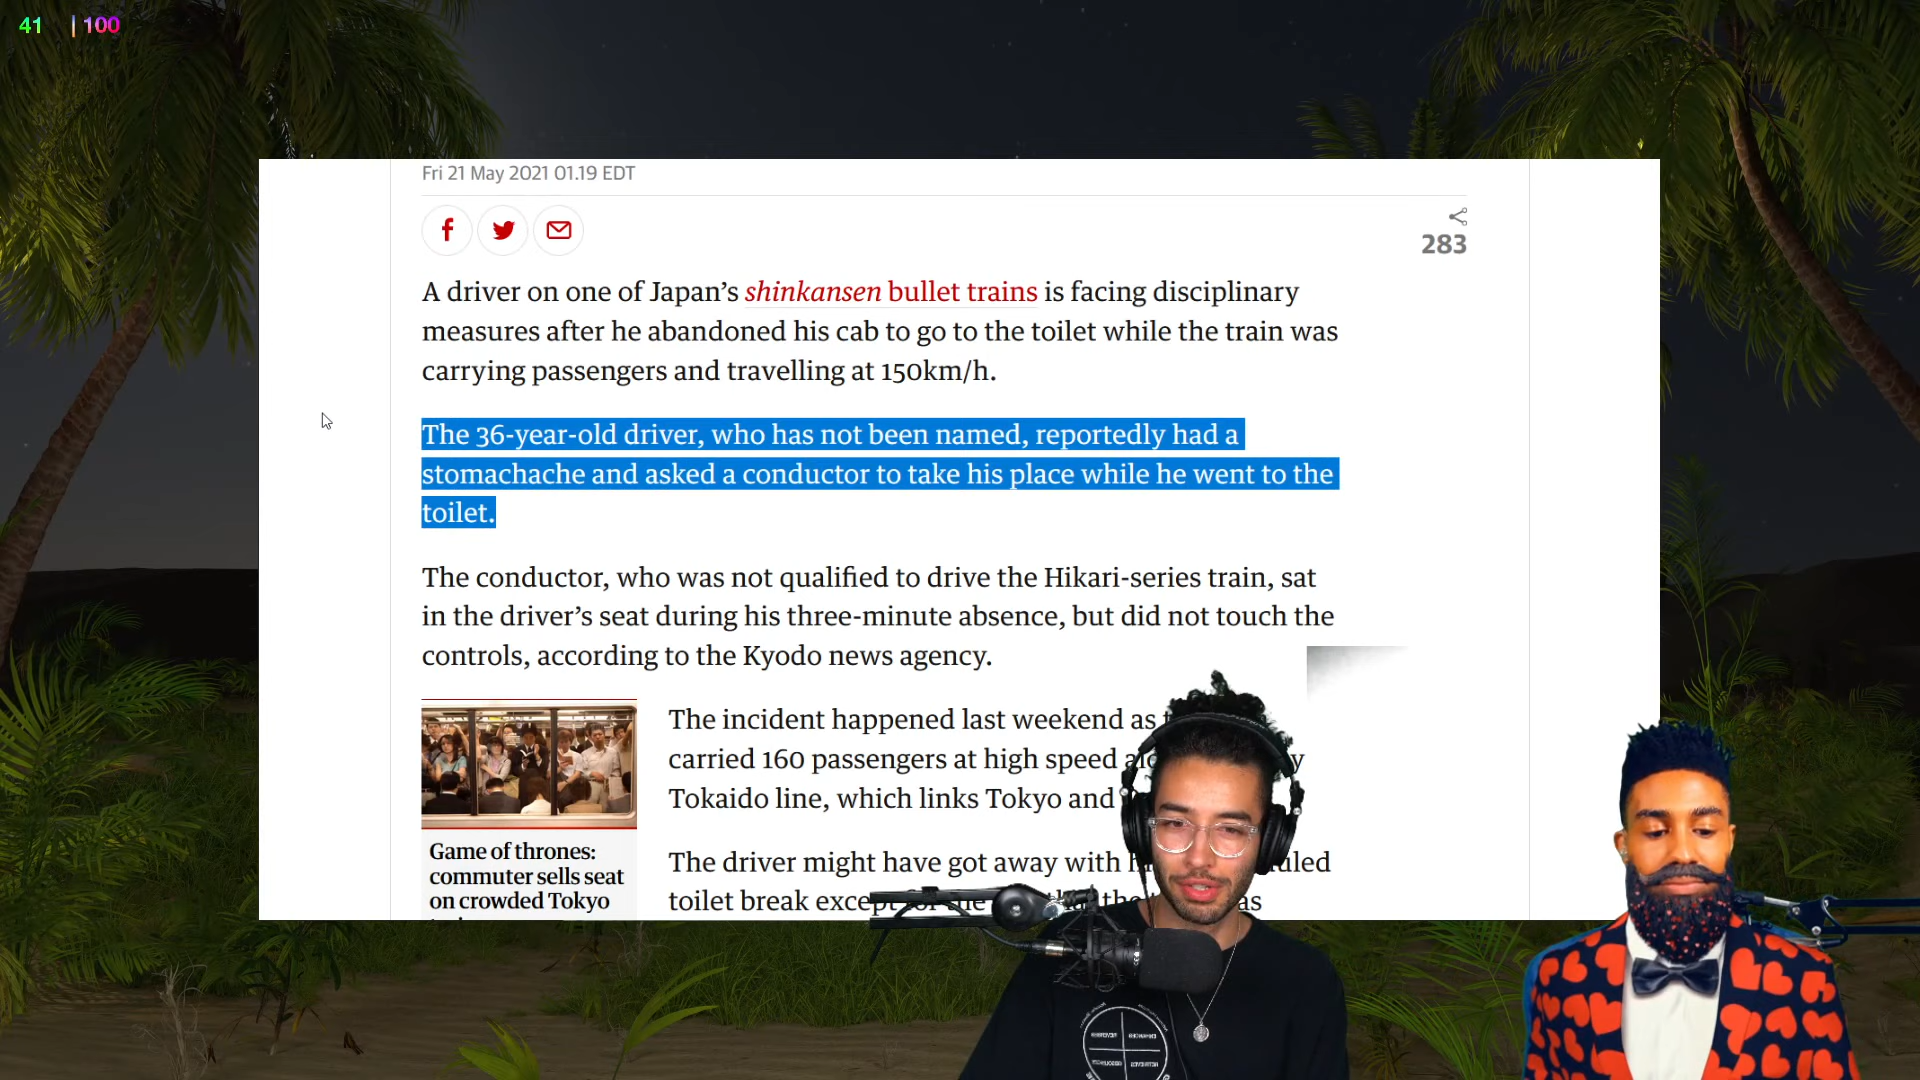 41 | 100
Fri 21 May 2021 01.19 EDT
283
A driver on one of Japan's shinkansen bullet trains is facing disciplinary
measures after he abandoned his cab to go to the toilet while the train was
carrying passengers and travelling at 150km/h.
The 36-year-old driver, who has not been named, reportedly had a
stomachache and asked a conductor to take his place while he went to the
toilet.
The conductor, who was not qualified to drive the Hikari-series train, sat
in the driver's seat during his three-minute absence, but did not touch the
controls, according to the Kyodo news agency.
The incident happened last weekend as
carried 160 passengers at high speed
Tokaido line, which links Tokyo and
The driver might have got away with
toilet break except
Game of thrones:
commuter sells seat
on crowded Tokyo